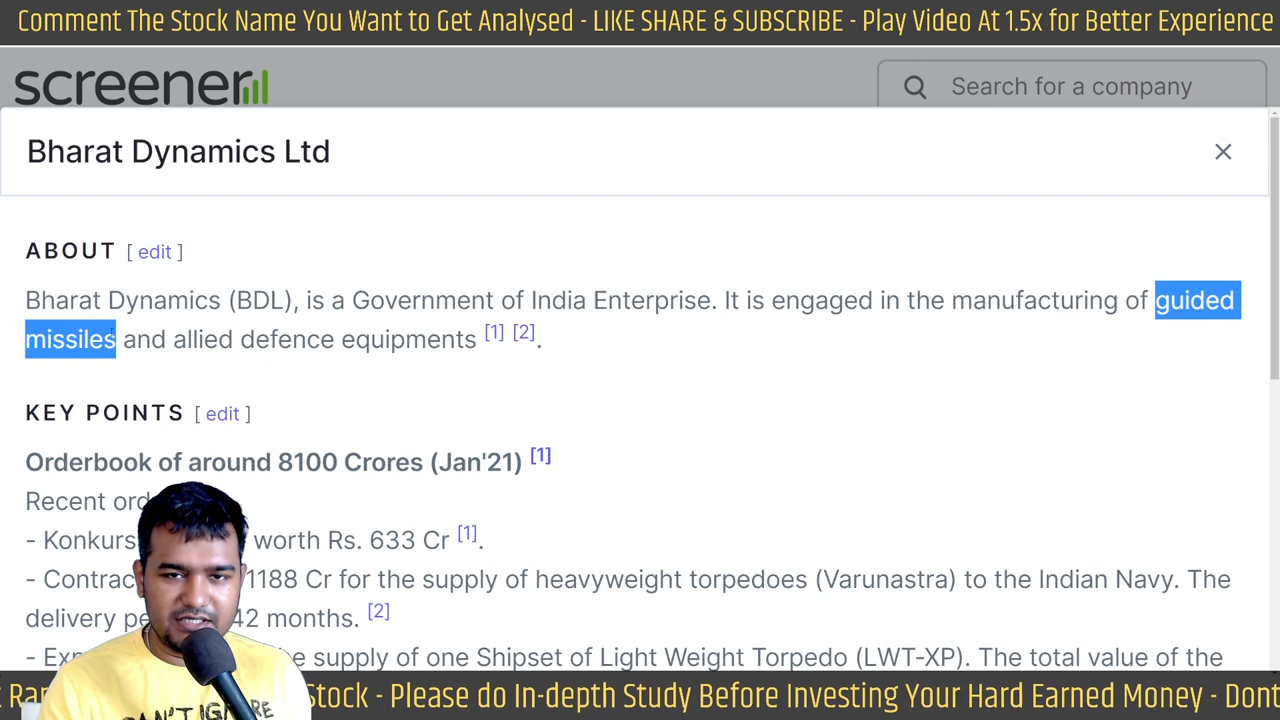 Comment The Stock Name You Want to Get Analysed - LIKE SHARE & SUBSCRIBE - Play Video At 1.5x for Better Experience
screener
Search for a company
Bharat Dynamics Ltd
ABOUT [ edit ]
Bharat Dynamics (BDL), is a Government of India Enterprise. It is engaged in the manufacturing of guided
missiles and allied defence equipments [1] [2].
KEY POINTS [ edit ]
Orderbook of around 8100 Crores (Jan'21) [1]
Recent
- Konkurs worth Rs. 633 Cr [1].
- 1188 Cr for the supply of heavyweight torpedoes (Varunastra) to the Indian Navy. The
delivery 42 months. [2]
- supply of one Shipset of Light Weight Torpedo (LWT-XP). The total value of the
Stock - Please do In-depth Study Before Investing Your Hard Earned Money - Dont
CAN'T IGNORE